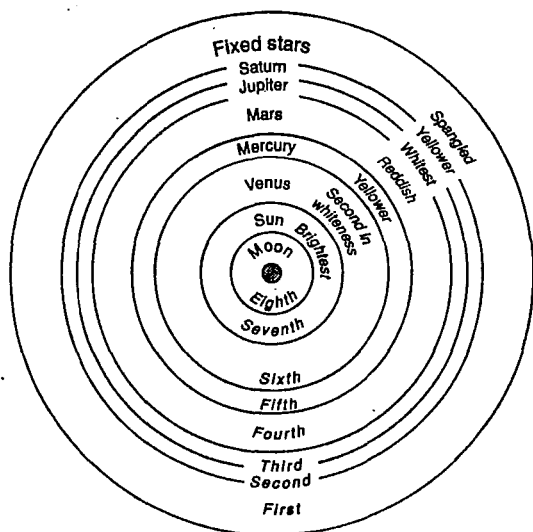 Fixed stars
Saturn
Jupiter
Mars
Mercury
Venus
Sun
Moon
Spangled
Yellower
Whitest
Reddish
Yellower
Second in
whiteness
Brightest
Eighth
Seventh
Sixth
Fifth
Fourth
Third
Second
First